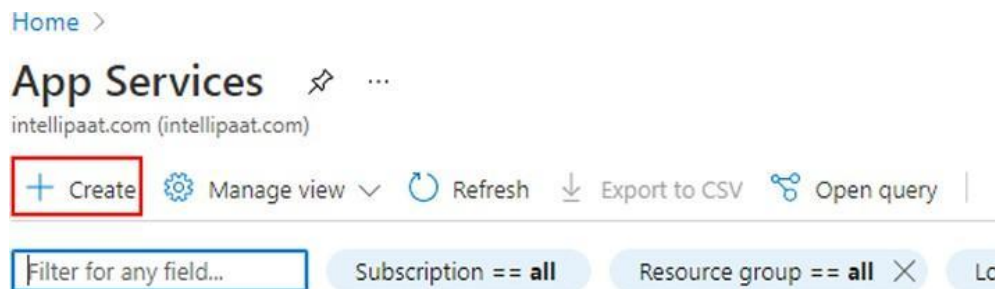 Home >
App Services ...
intellipaat.com (intellipaat.com)
+ Create Manage view Refresh Export to CSV Open query
Filter for any field... Subscription == all Resource group == all Lo